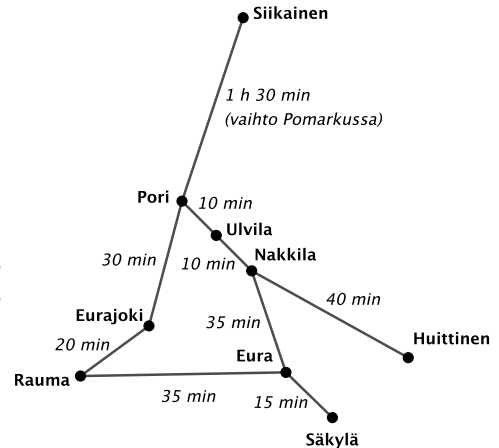 Siikainen
1 h 30 min
(vaihto Pomarkussa)
Pori
10 min
Ulvila
Nakkila
30 min
10 min
40 min
Eurajoki
35 min
20 min
Huittinen
Eura
Rauma
35 min
15 min
Säkylä